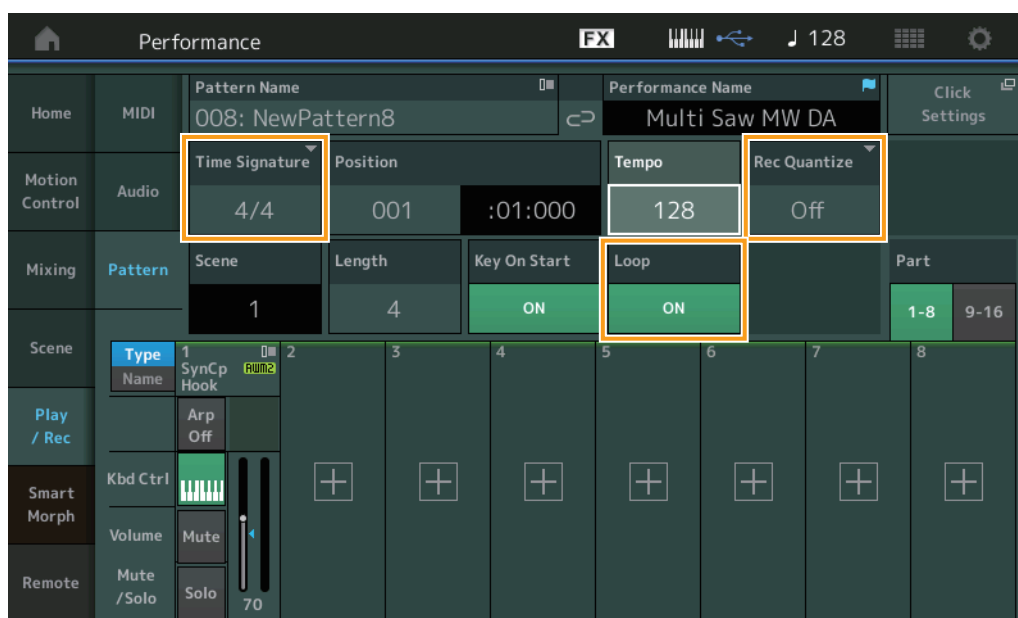 Performance
FX
128
Home
Motion
Control
Mixing
Scene
Play
/ Rec
Smart
Morph
Remote
MIDI
Audio
Pattern
Pattern Name
008: NewPattern8
Performance Name
Multi Saw MW DA
Click
Settings
Time Signature
4/4
Position
001
:01:000
Tempo
128
Rec Quantize
Off
Scene
1
Length
4
Key On Start
ON
Loop
ON
Part
1-8
9-16
Type
Name
1
SynCp
Hook
AWM2
2
3
4
5
6
7
8
Arp
Off
Kbd Ctrl
Volume
Mute
Mute
/Solo
Solo
70